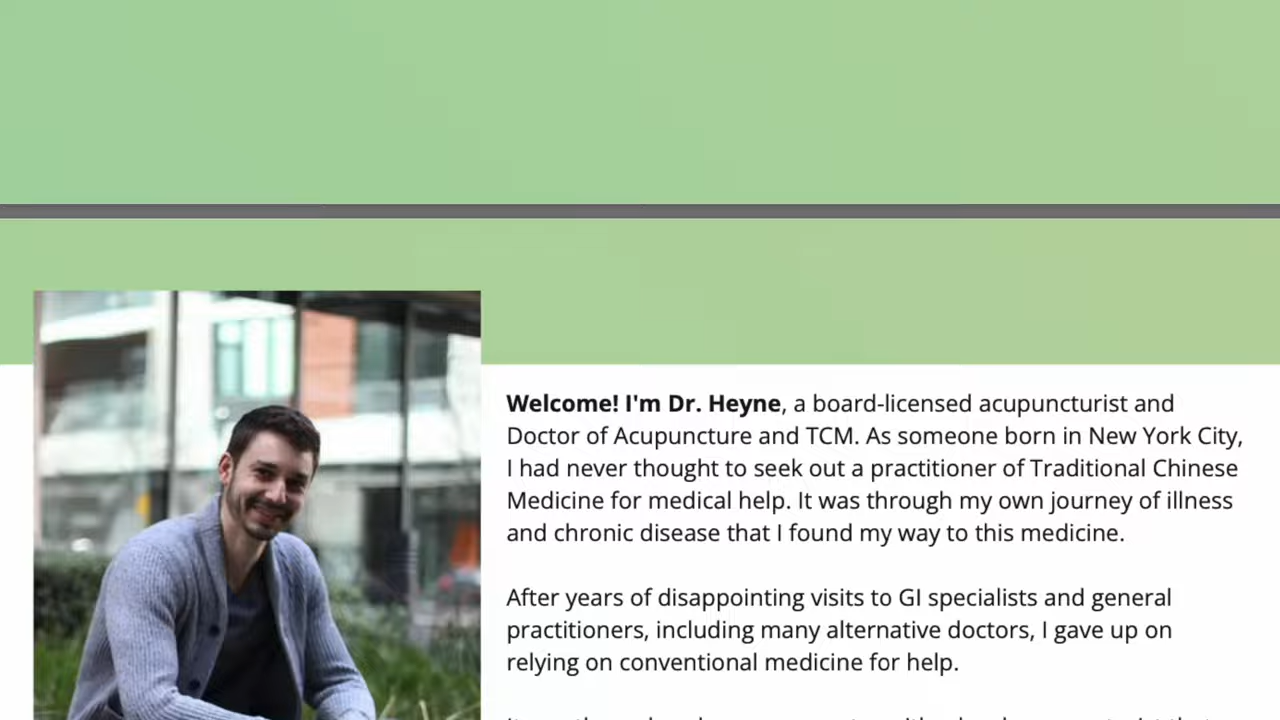 Welcome! I'm Dr. Heyne, a board-licensed acupuncturist and
Doctor of Acupuncture and TCM. As someone born in New York City,
I had never thought to seek out a practitioner of Traditional Chinese
Medicine for medical help. It was through my own journey of illness
and chronic disease that I found my way to this medicine.
After years of disappointing visits to GI specialists and general
practitioners, including many alternative doctors, I gave up on
relying on conventional medicine for help.